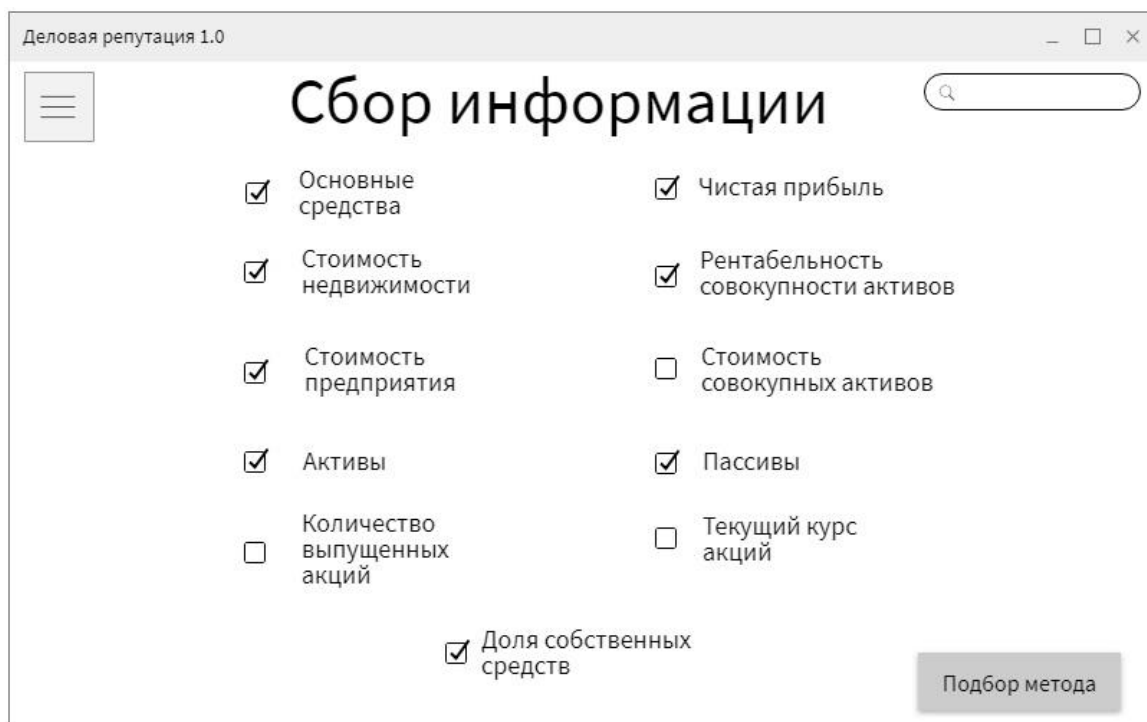 Деловая репутация 1.0
Сбор информации
Основные
средства
Чистая прибыль
Стоимость
недвижимости
Рентабельность
совокупности активов
Стоимость
предприятия
Стоимость
совокупных активов
Активы
Пассивы
Количество
выпущенных
акций
Текущий курс
акций
Доля собственных
средств
Подбор метода